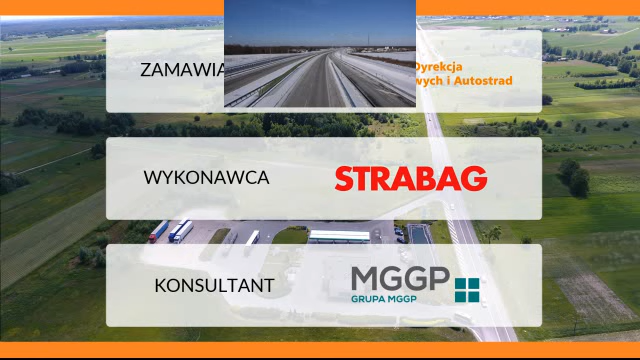 ZAMAWIA
Dyrekcja
wych i Autostrad
WYKONAWCA
STRABAG
KONSULTANT
MGGP
GRUPA MGGP